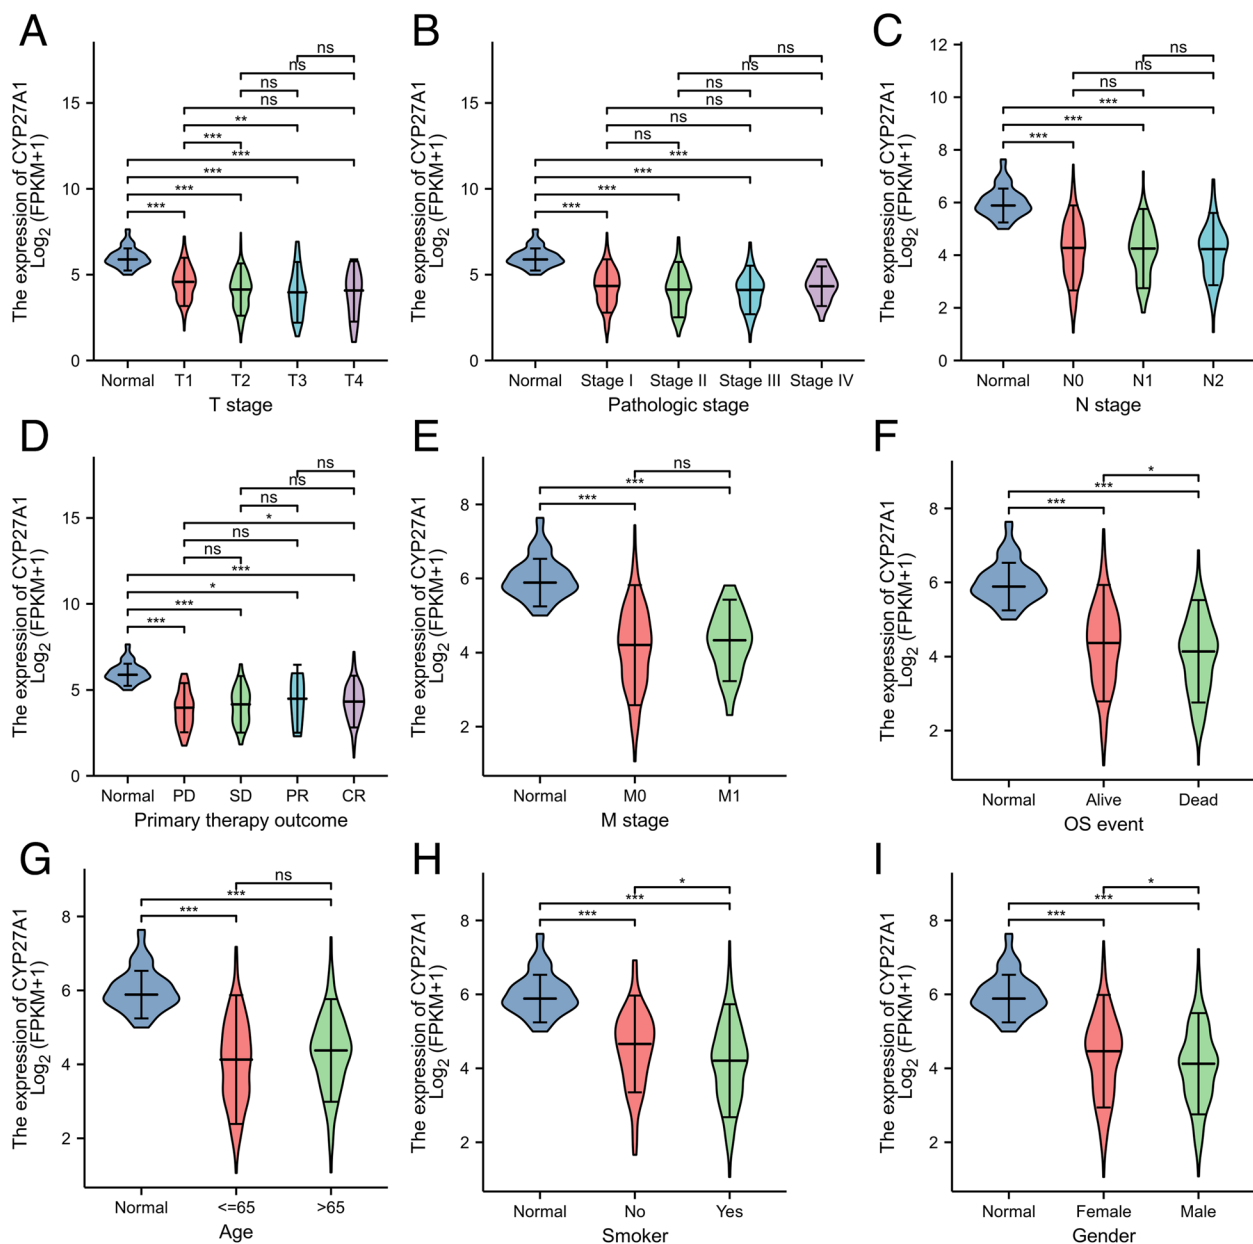 A
The expression of CYP27A1
Log2 (FPKM+1)
15
10
5
0
ns
ns
ns
ns
**
***
***
***
***
***
Normal T1 T2 T3 T4
T stage
B
The expression of CYP27A1
Log2 (FPKM+1)
15
10
5
0
ns
ns
ns
ns
ns
ns
***
***
***
***
Normal Stage I Stage II Stage III Stage IV
Pathologic stage
C
The expression of CYP27A1
Log2 (FPKM+1)
12
10
8
6
4
2
0
ns
ns
ns
***
***
***
Normal N0 N1 N2
N stage
D
The expression of CYP27A1
Log2 (FPKM+1)
15
10
5
0
ns
ns
ns
*
ns
ns
***
*
***
***
Normal PD SD PR CR
Primary therapy outcome
E
The expression of CYP27A1
Log2 (FPKM+1)
8
6
4
2
ns
***
***
Normal M0 M1
M stage
F
The expression of CYP27A1
Log2 (FPKM+1)
8
6
4
2
*
***
***
Normal Alive Dead
OS event
G
The expression of CYP27A1
Log2 (FPKM+1)
8
6
4
2
ns
***
***
Normal <=65 >65
Age
H
The expression of CYP27A1
Log2 (FPKM+1)
8
6
4
2
*
***
***
Normal No Yes
Smoker
I
The expression of CYP27A1
Log2 (FPKM+1)
8
6
4
2
*
***
***
Normal Female Male
Gender